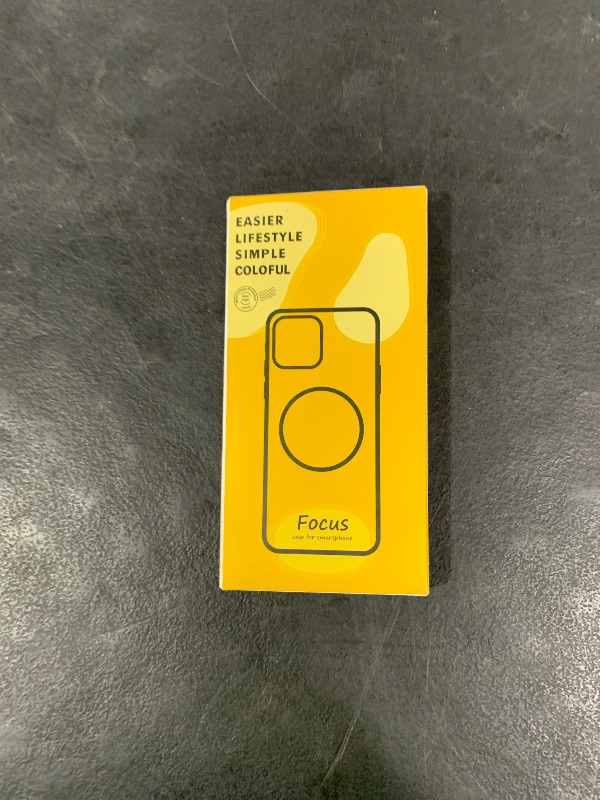 EASIER
LIFESTYLE
SIMPLE
COLOFUL
Focus
case for smartphone